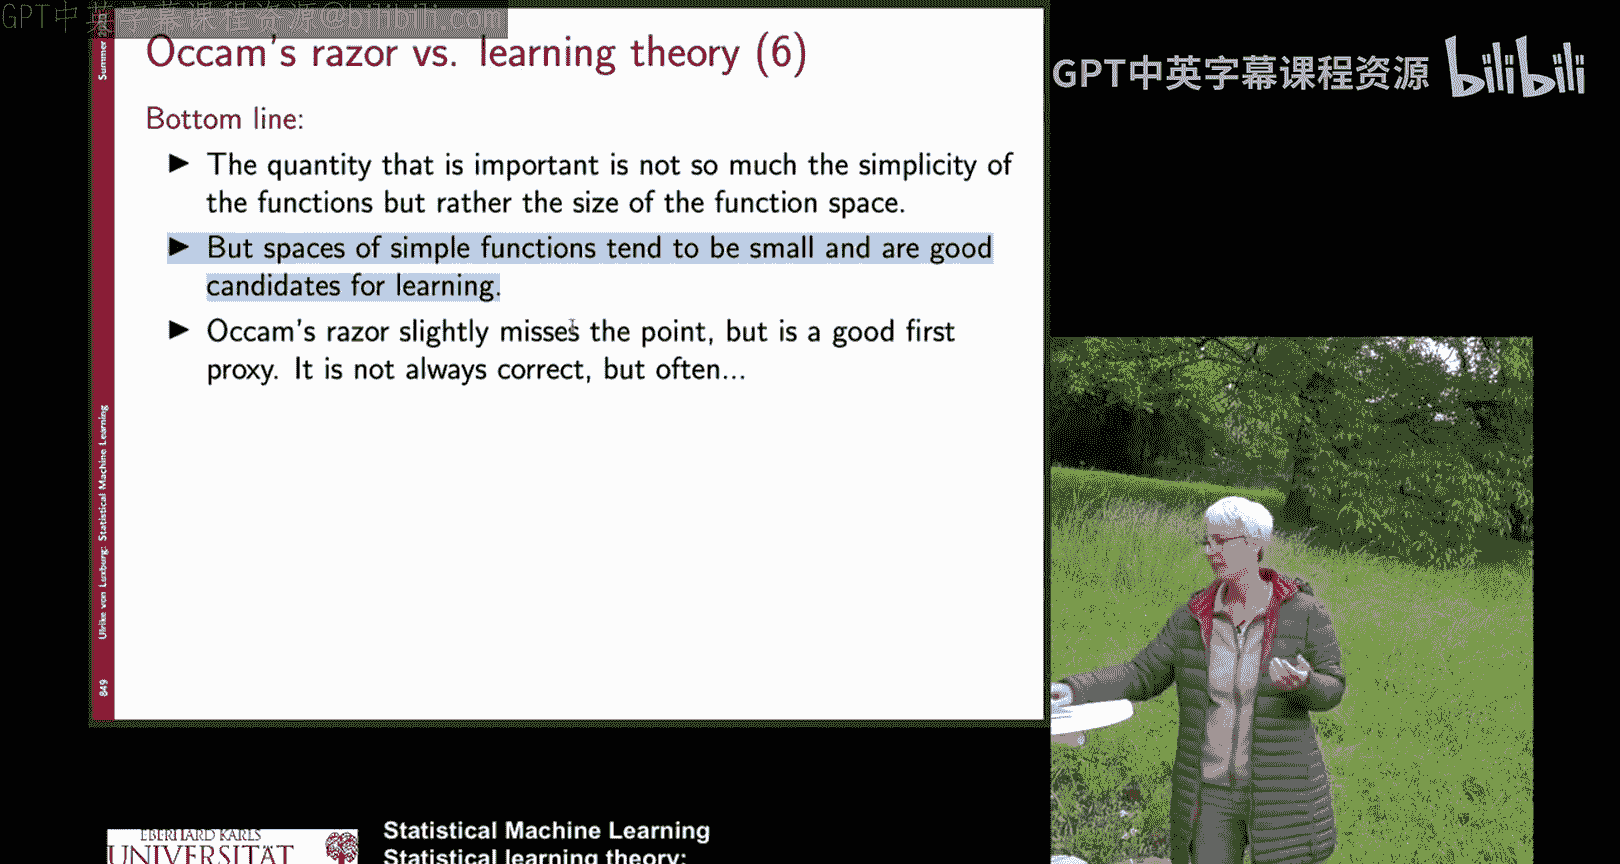 GPT中英字幕课程资源@bilibili.com
Occam's razor vs. learning theory (6)
Bottom line:
▶ The quantity that is important is not so much the simplicity of
the functions but rather the size of the function space.
▶ But spaces of simple functions tend to be small and are good
candidates for learning.
▶ Occam's razor slightly misses the point, but is a good first
proxy. It is not always correct, but often...
Summer
Ulrike von Luxburg: Statistical Machine Learning
849
GPT中英字幕课程资源 bilibili
EBERHARD KARLS
UNIVERSITÄT
Statistical Machine Learning
Statistical learning theory: